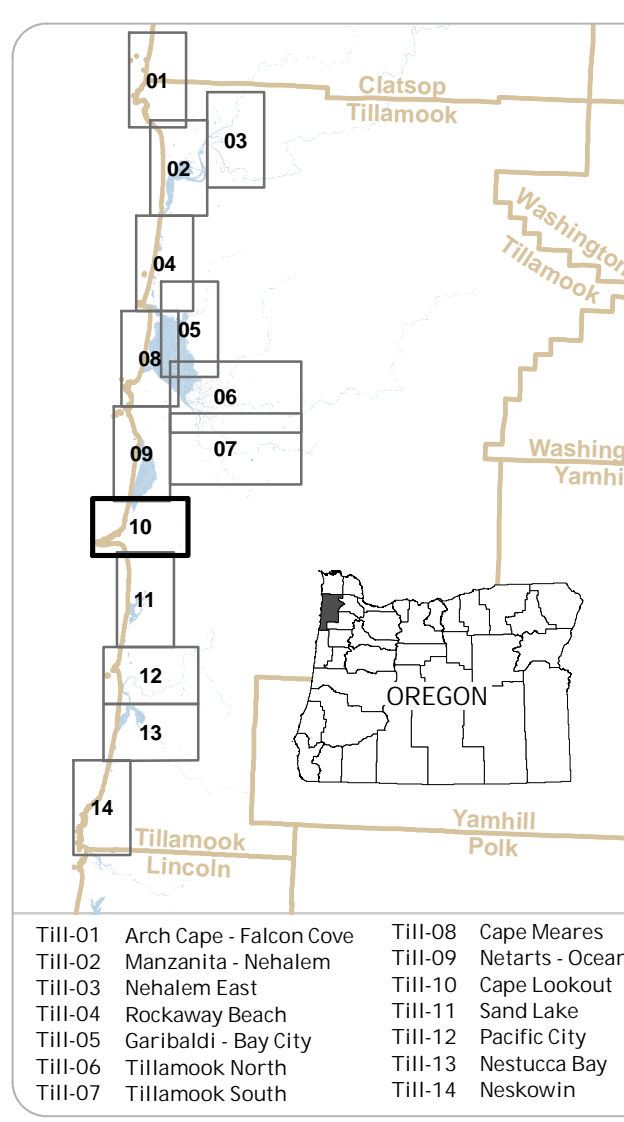 01
Clatsop
Tillamook
03
02
Washington
Tillamook
04
05
08
06
07
09
Washing
Yamhi
10
11
OREGON
12
13
14
Tillamook
Lincoln
Yamhill
Polk
Till-01 Arch Cape - Falcon Cove
Till-02 Manzanita - Nehalem
Till-03 Nehalem East
Till-04 Rockaway Beach
Till-05 Garibaldi - Bay City
Till-06 Tillamook North
Till-07 Tillamook South
Till-08 Cape Meares
Till-09 Netarts - Ocean
Till-10 Cape Lookout
Till-11 Sand Lake
Till-12 Pacific City
Till-13 Nestucca Bay
Till-14 Neskowin